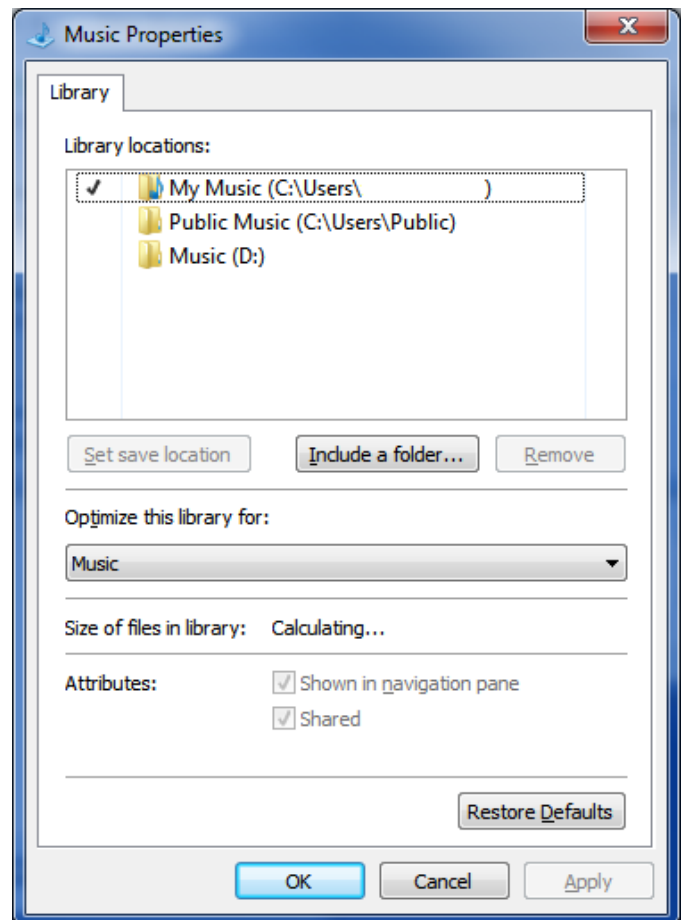 Music Properties
Library
Library locations:
My Music (C:\Users\ )
Public Music (C:\Users\Public)
Music (D:)
Set save location Include a folder... Remove
Optimize this library for:
Music
Size of files in library: Calculating...
Attributes: Shown in navigation pane
Shared
Restore Defaults
OK Cancel Apply